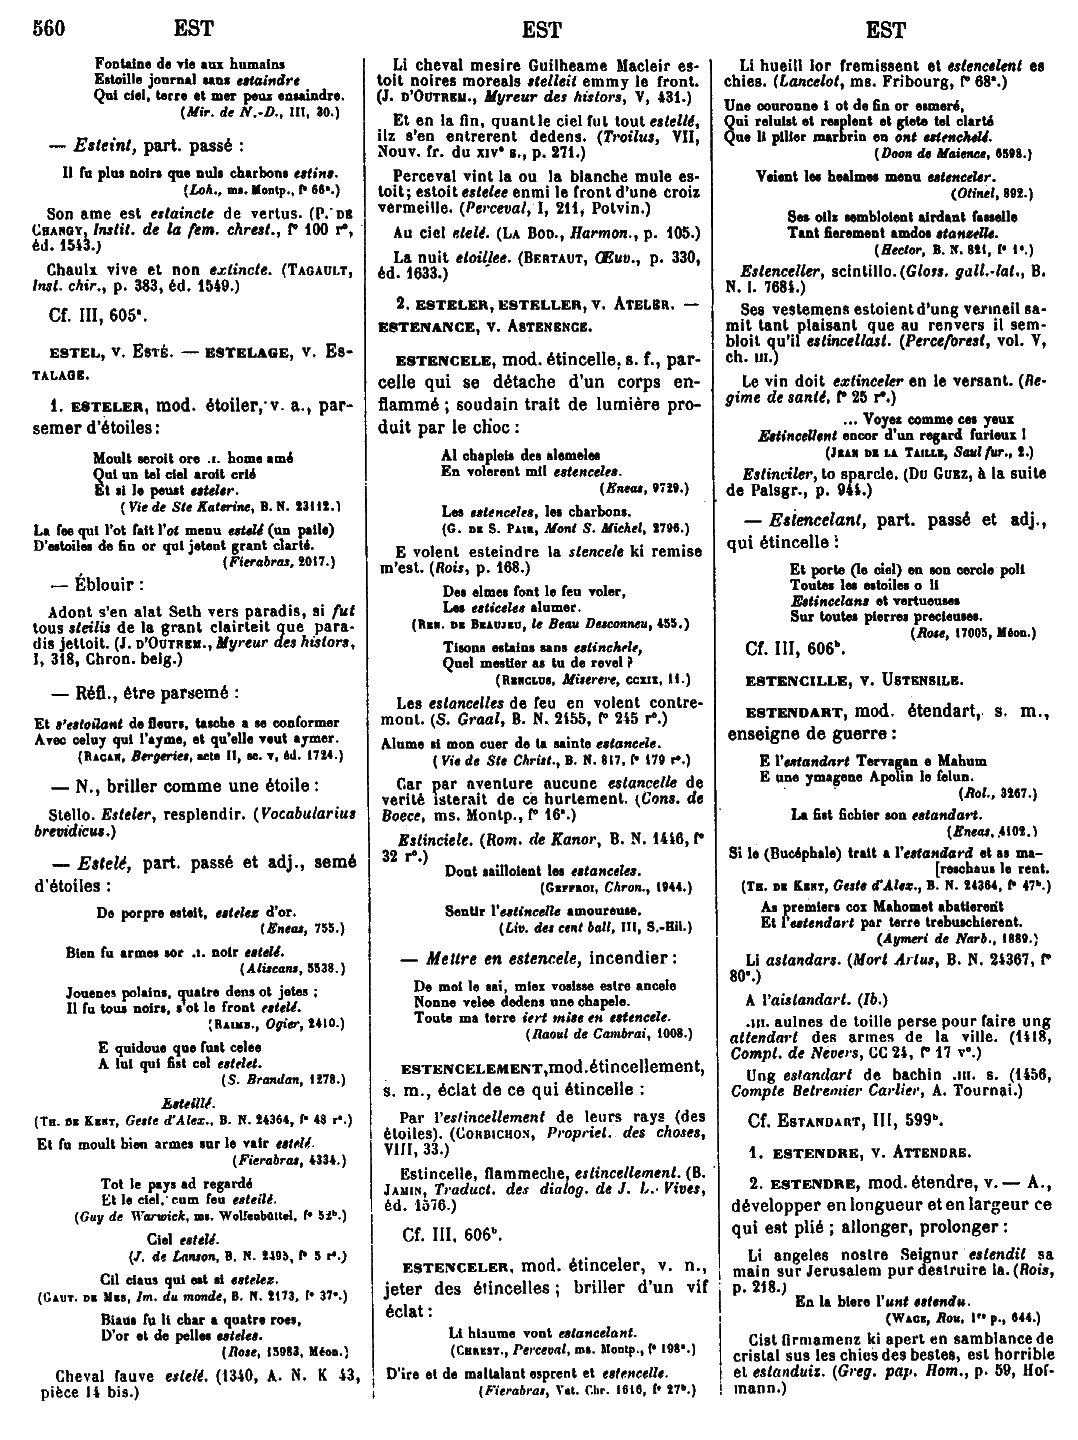 560 EST EST EST
Fontaine de vie aux humains
Estoille journal sans estaindre
Qui ciel, terre et mer peux ensaindre.
(Mir. de N.-D., III, 30.)
— Esteint, part. passé :
Il fu plus noirs que nuls charbons estins.
(Loh., ms. Montp., f° 66ª.)
Son ame est estaincte de vertus. (P. DE
CHANGY, Instit. de la fem. chrest., f° 100 r°,
éd. 1543.)
Chaulx vive et non extincte. (TAGAULT,
Inst. chir., p. 383, éd. 1549.)
Cf. III, 605ª.
ESTEL, v. ESTÉ. — ESTELAGE, v. ES-
TALAGE.
1. ESTELER, mod. étoiler, v. a., par-
semer d'étoiles :
Moult seroit ore .I. home amé
Qui un tel ciel aroit crié
Et si le peust esteler.
(Vie de Ste Katerine, B. N. 23112.)
La fee qui l'ot fait l'ot menu estelé (un paile)
D'estoiles de fin or qui jetent grant clarté.
(Fierabras, 2017.)
— Éblouir :
Adont s'en alat Seth vers paradis, si fut
tous steilis de la grant clairteit que para-
dis jettoit. (J. D'OUTREM., Myreur des histors,
I, 318, Chron. belg.)
— Réfl., être parsemé :
Et s'estoilant de fleurs, tasche a se conformer
Avec celuy qui l'ayme, et qu'elle veut aymer.
(RACAN, Bergeries, acte II, sc. V, éd. 1724.)
— N., briller comme une étoile :
Stello. Esteler, resplendir. (Vocabularius
brevidicus.)
— Estelé, part. passé et adj., semé
d'étoiles :
De porpre esteit, estelez d'or.
(Eneas, 755.)
Bien fu armes sor .I. noir estelé.
(Aliscans, 5538.)
Jouenes polains, quatre dens ot jetes ;
Il fu tous noirs, s'ot le front estelé.
(RAIMB., Ogier, 2410.)
E quidoue que fust celee
A lui qui fist cel estelet.
(S. Brandan, 1278.)
Esteillé.
(TH. DE KENT, Geste d'Alex., B. N. 24364, f° 48 r°.)
Et fu moult bien armes sur le vair estelé.
(Fierabras, 4334.)
Tot le pays ad regardé
Et le ciel, cum feu esteilé.
(Guy de Warwick, ms. Wolfenbüttel, f° 52ᵇ.)
Ciel estelé.
(J. de Lanson, B. N. 2495, f° 5 r°.)
Cil claus qui est si estelez.
(GAUT. DE MES, Im. du monde, B. N. 2173, f° 37ª.)
Biaus fu li char a quatre roes,
D'or et de pelles esteles.
(Rose, 15983, Méon.)
Cheval fauve estelé. (1340, A. N. K 43,
pièce 14 bis.)
Li cheval mesire Guilheame Macleir es-
toit noires moreals stelleit emmy le front.
(J. D'OUTREM., Myreur des histors, V, 431.)
Et en la fin, quant le ciel fut tout estellé,
ilz s'en entrerent dedens. (Troilus, VII,
Nouv. fr. du XIVᵉ s., p. 271.)
Perceval vint la ou la blanche mule es-
toit; estoit estelee enmi le front d'une croiz
vermeille. (Perceval, I, 211, Potvin.)
Au ciel etelé. (LA BOD., Harmon., p. 105.)
La nuit etoillee. (BERTAUT, Œuv., p. 330,
éd. 1633.)
2. ESTELER, ESTELLER, v. ATELER. —
ESTENANCE, v. ASTENENCE.
ESTENCELE, mod. étincelle, s. f., par-
celle qui se détache d'un corps en-
flammé ; soudain trait de lumière pro-
duit par le choc :
Al chapleis des alemeles
En volerent mil estenceles.
(Eneas, 9729.)
Les estenceles, les charbons.
(G. DE S. PAIR, Mont S. Michel, 2796.)
E volent esteindre la stencele ki remise
m'est. (Rois, p. 168.)
Des elmes font le feu voler,
Les esticeles alumer.
(REN. DE BEAUJEU, le Beau Desconneu, 455.)
Tisons estains sans estinchele,
Quel mestier as tu de revel ?
(RENCLUS, Miserere, CCXIX, 11.)
Les estancelles de feu en volent contre-
mont. (S. Graal, B. N. 2455, f° 245 r°.)
Alume si mon cuer de ta sainte estancele.
(Vie de Ste Christ., B. N. 817, f° 179 r°.)
Car par aventure aucune estancelle de
verité isterait de ce hurtement. (Cons. de
Boece, ms. Montp., f° 16ª.)
Estinciele. (Rom. de Kanor, B. N. 1446, f°
32 r°.)
Dont sailloient les estanceles.
(GEFFROI, Chron., 1944.)
Sentir l'estincelle amoureuse.
(Liv. des cent ball, III, S.-Hil.)
— Mettre en estencele, incendier :
De moi le sai, miex vosisse estre ancele
Nonne velee dedens une chapele.
Toute ma terre iert mise en estencele.
(Raoul de Cambrai, 1008.)
ESTENCELEMENT, mod. étincellement,
s. m., éclat de ce qui étincelle :
Par l'estincellement de leurs rays (des
étoiles). (CORBICHON, Propriet. des choses,
VIII, 33.)
Estincelle, flammeche, estincellement. (B.
JAMIN, Traduct. des dialog. de J. L. Vives,
éd. 1576.)
Cf. III, 606ᵇ.
ESTENCELER, mod. étinceler, v. n.,
jeter des étincelles ; briller d'un vif
éclat :
Li hiaume vont estancelant.
(CHREST., Perceval, ms. Montp., f° 198ª.)
D'ire et de maltalant esprent et estencelle.
(Fierabras, Vat. Chr. 1616, f° 27ᵇ.)
Li hueill lor fremissent et estencelent es
chies. (Lancelot, ms. Fribourg, f° 68ª.)
Une couronne i ot de fin or esmeré,
Qui reluist et resplent et giete tel clarté
Que li pilier marbrin en ont estenchelé.
(Doon de Maience, 6598.)
Veient les healmes menu estenceler.
(Otinel, 892.)
Ses oilz sembloient airdant fasselle
Tant fierement amdos stanzelle.
(Hector, B. N. 821, f° 1ª.)
Estenceller, scintillo. (Gloss. gall.-lat., B.
N. l. 7684.)
Ses vestemens estoient d'ung vermeil sa-
mit tant plaisant que au renvers il sem-
bloit qu'il estincellast. (Perceforest, vol. V,
ch. III.)
Le vin doit extinceler en le versant. (Re-
gime de santé, f° 25 r°.)
... Voyez comme ces yeux
Estincellent encor d'un regard furieux !
(JEAN DE LA TAILLE, Saul fur., 2.)
Estinciler, to sparcle. (DU GUEZ, à la suite
de Palsgr., p. 944.)
— Estencelant, part. passé et adj.,
qui étincelle :
Et porte (le ciel) en son cercle poli
Toutes les estoiles o li
Estincelans et vertueuses
Sur toutes pierres precieuses.
(Rose, 17005, Méon.)
Cf. III, 606ᵇ.
ESTENCILLE, v. USTENSILE.
ESTENDART, mod. étendart, s. m.,
enseigne de guerre :
E l'estandart Tervagan e Mahum
E une ymagene Apolin le felun.
(Rol., 3267.)
La fist fichier son estandart.
(Eneas, 4102.)
Si le (Bucéphale) trait a l'estandard et as ma-
[reschaus le rent.
(TH. DE KENT, Geste d'Alex., B. N. 24364, f° 47ᵇ.)
As premiers cox Mahomet abatierent
Et l'estendart par terre trebuschierent.
(Aymeri de Narb., 1889.)
Li astandars. (Mort Artus, B. N. 24367, f°
80ª.)
A l'aistandart. (Ib.)
.III. aulnes de toille perse pour faire ung
attendart des armes de la ville. (1418,
Compt. de Nevers, CC 24, f° 17 v°.)
Ung estandart de bachin .III. s. (1456,
Compte Betremier Carlier, A. Tournai.)
Cf. ESTANDART, III, 599ᵇ.
1. ESTENDRE, v. ATTENDRE.
2. ESTENDRE, mod. étendre, v. — A.,
développer en longueur et en largeur ce
qui est plié ; allonger, prolonger :
Li angeles nostre Seignur estendit sa
main sur Jerusalem pur destruire la. (Rois,
p. 218.)
En la biere l'unt estendu.
(WACE, Rou, 1ʳᵉ p., 644.)
Cist firmamenz ki apert en samblance de
cristal sus les chies des bestes, est horrible
et estanduiz. (Greg. pap. Hom., p. 59, Hof-
mann.)